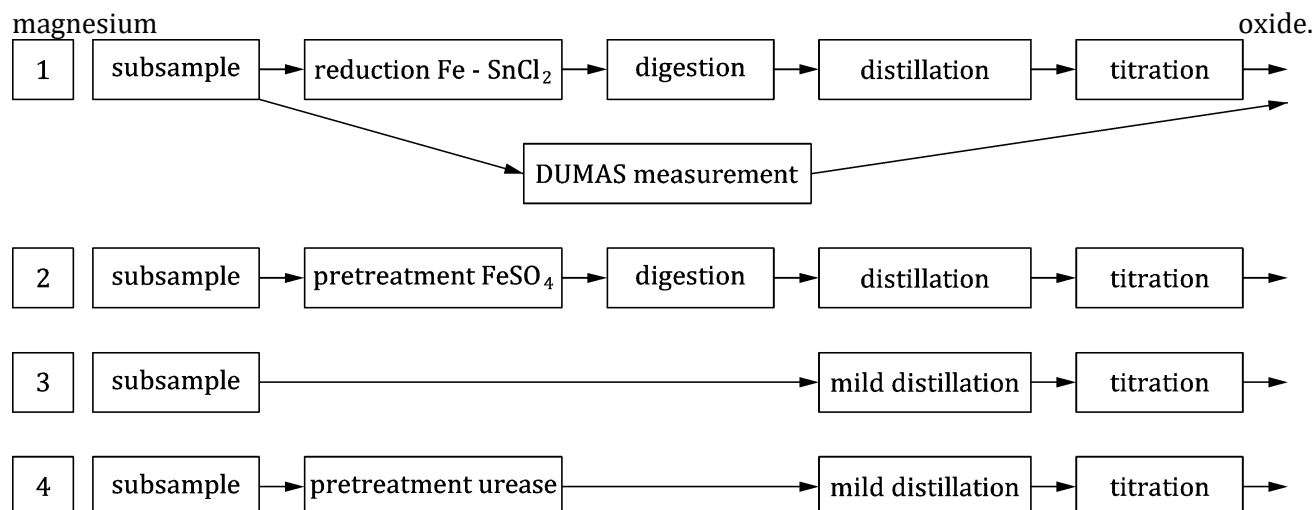 magnesium oxide.
1 subsample reduction Fe - SnCl₂ digestion distillation titration
DUMAS measurement
2 subsample pretreatment FeSO₄ digestion distillation titration
3 subsample mild distillation titration
4 subsample pretreatment urease mild distillation titration